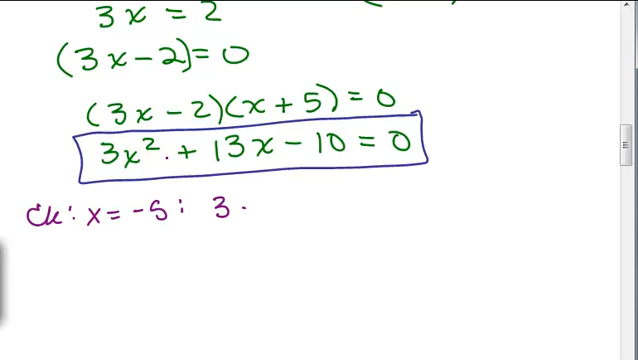 3x = 2
(3x - 2) = 0
(3x - 2)(x + 5) = 0
3x² + 13x - 10 = 0
Ck: x = -5: 3·